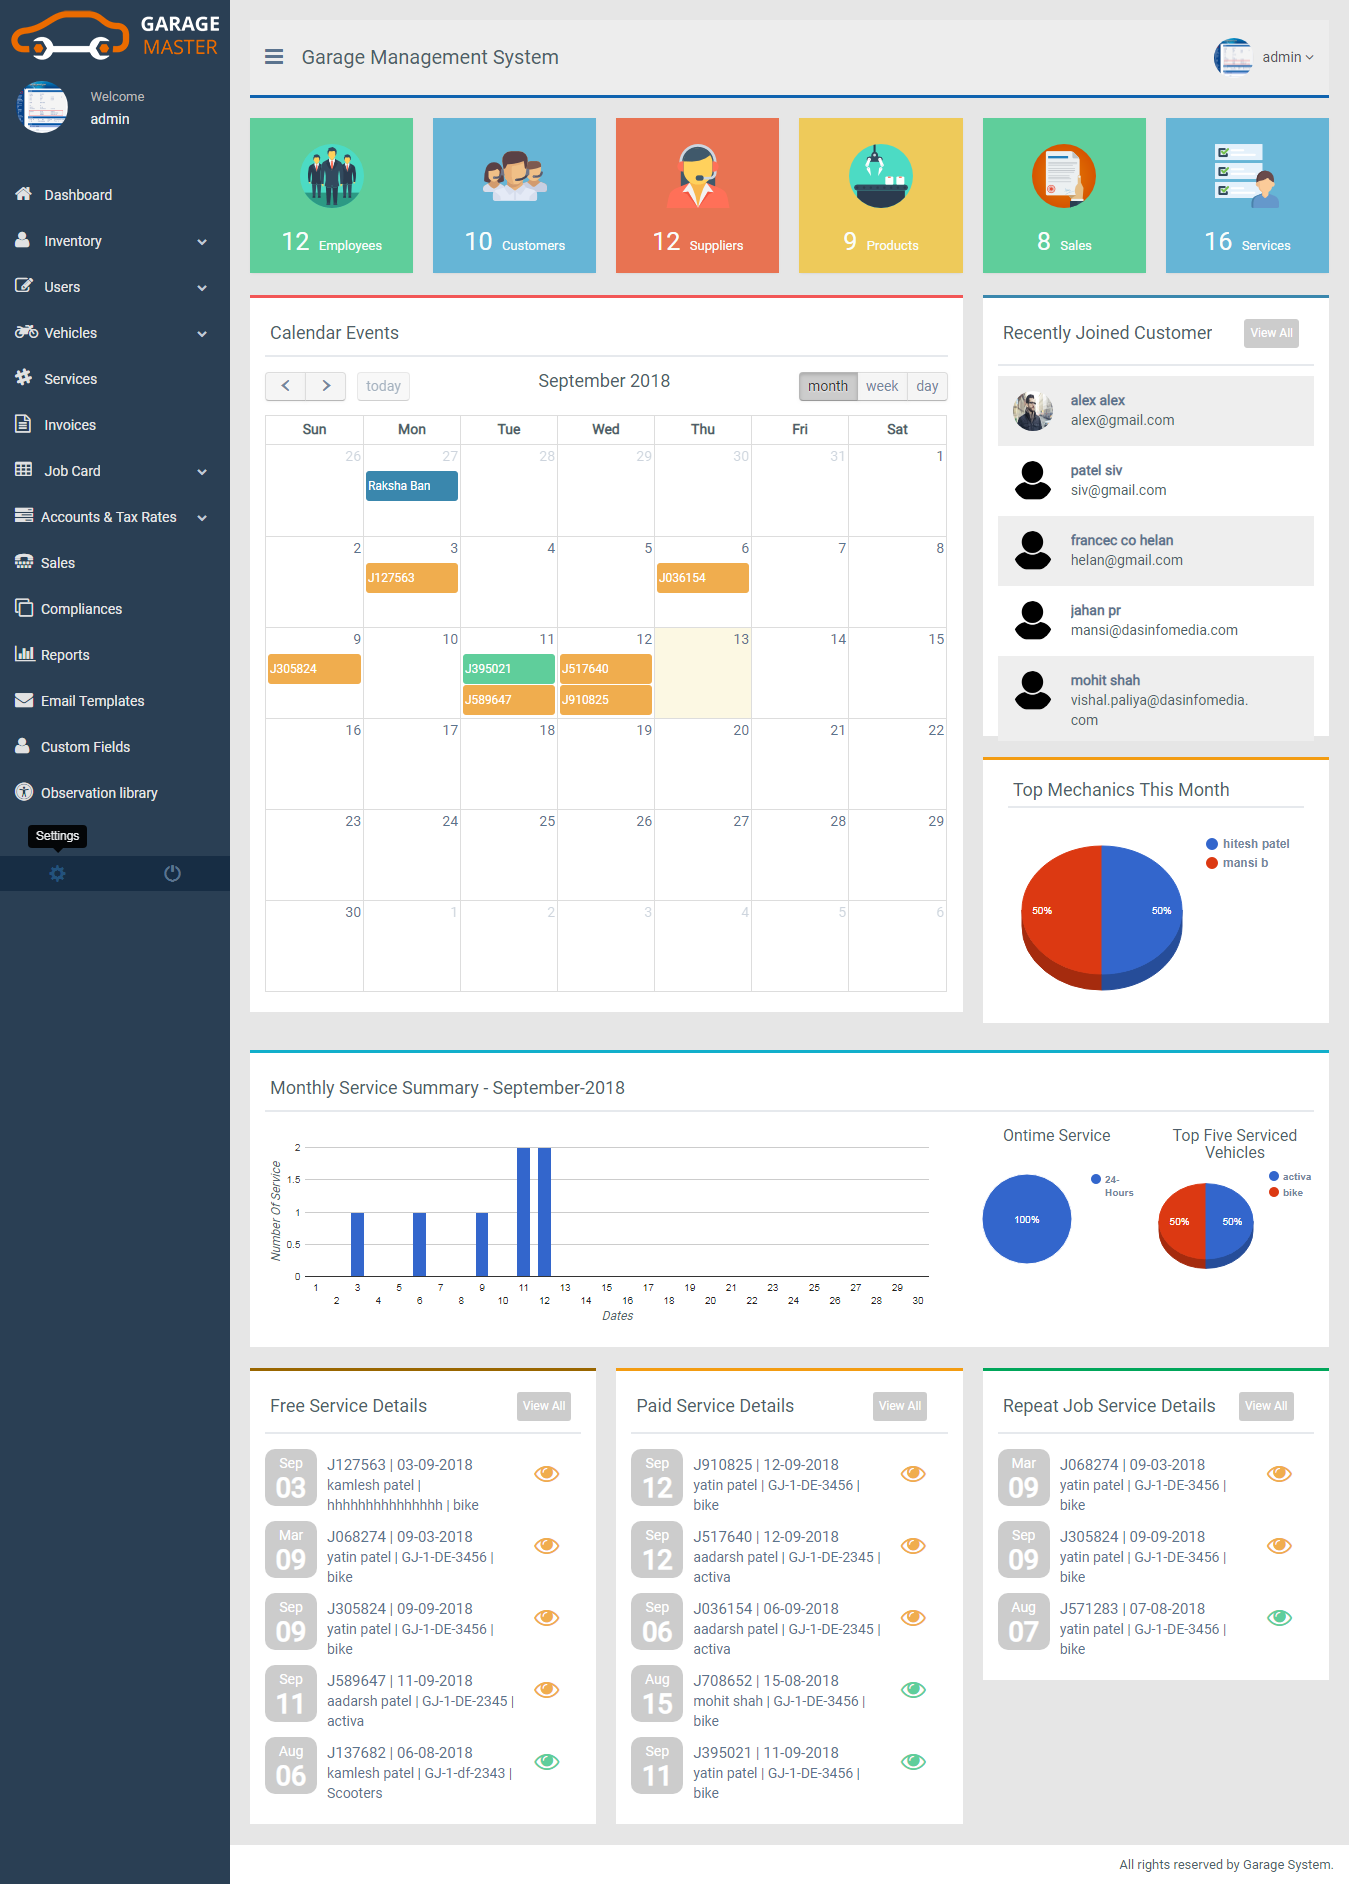 GARAGE
MASTER
Welcome
admin
Dashboard
Inventory
Users
Vehicles
Services
Invoices
Job Card
Accounts & Tax Rates
Sales
Compliances
Reports
Email Templates
Custom Fields
Observation library
Settings
Garage Management System
admin
12 Employees
10 Customers
12 Suppliers
9 Products
8 Sales
16 Services
Calendar Events
today
September 2018
month week day
Sun Mon Tue Wed Thu Fri Sat
26 27 28 29 30 31 1
Raksha Ban
2 3 4 5 6 7 8
J127563 J036154
9 10 11 12 13 14 15
J305824 J395021 J517640
J589647 J910825
16 17 18 19 20 21 22
23 24 25 26 27 28 29
30 1 2 3 4 5 6
Recently Joined Customer View All
alex alex
alex@gmail.com
patel siv
siv@gmail.com
francec co helan
helan@gmail.com
jahan pr
mansi@dasinfomedia.com
mohit shah
vishal.paliya@dasinfomedia.
com
Top Mechanics This Month
hitesh patel
mansi b
50% 50%
Monthly Service Summary - September-2018
Number Of Service
2
1.5
1
0.5
0
1 3 5 7 9 11 13 15 17 19 21 23 25 27 29
2 4 6 8 10 12 14 16 18 20 22 24 26 28 30
Dates
Ontime Service
24-
Hours
100%
Top Five Serviced
Vehicles
activa
bike
50% 50%
Free Service Details View All
Sep
03
J127563 | 03-09-2018
kamlesh patel |
hhhhhhhhhhhhhhh | bike
Mar
09
J068274 | 09-03-2018
yatin patel | GJ-1-DE-3456 |
bike
Sep
09
J305824 | 09-09-2018
yatin patel | GJ-1-DE-3456 |
bike
Sep
11
J589647 | 11-09-2018
aadarsh patel | GJ-1-DE-2345 |
activa
Aug
06
J137682 | 06-08-2018
kamlesh patel | GJ-1-df-2343 |
Scooters
Paid Service Details View All
Sep
12
J910825 | 12-09-2018
yatin patel | GJ-1-DE-3456 |
bike
Sep
12
J517640 | 12-09-2018
aadarsh patel | GJ-1-DE-2345 |
activa
Sep
06
J036154 | 06-09-2018
aadarsh patel | GJ-1-DE-2345 |
activa
Aug
15
J708652 | 15-08-2018
mohit shah | GJ-1-DE-3456 |
bike
Sep
11
J395021 | 11-09-2018
yatin patel | GJ-1-DE-3456 |
bike
Repeat Job Service Details View All
Mar
09
J068274 | 09-03-2018
yatin patel | GJ-1-DE-3456 |
bike
Sep
09
J305824 | 09-09-2018
yatin patel | GJ-1-DE-3456 |
bike
Aug
07
J571283 | 07-08-2018
yatin patel | GJ-1-DE-3456 |
bike
All rights reserved by Garage System.